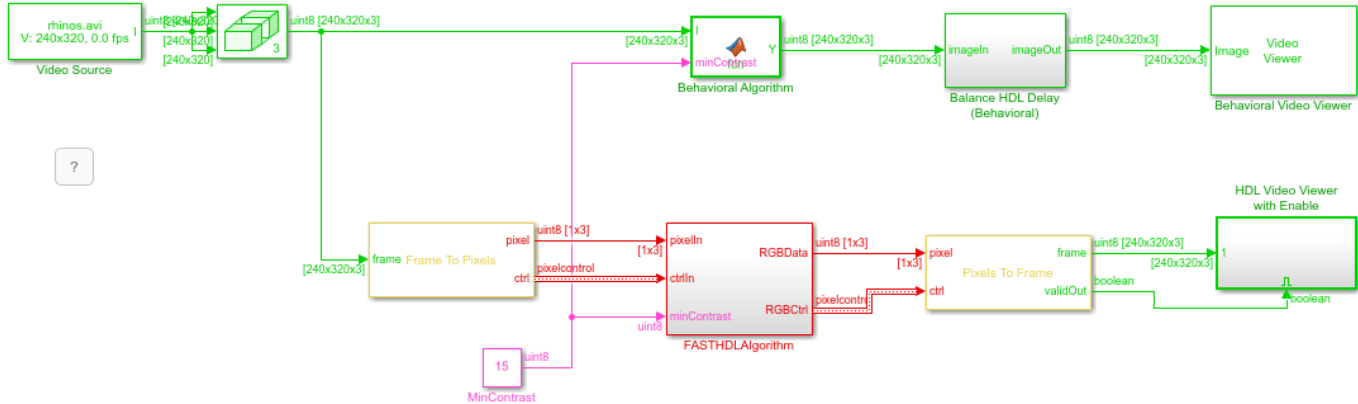 rhinos.avi
V: 240x320, 0.0 fps
I
Video Source
[240x320]
[240x320]
3
uint8 [240x320x3]
[240x320x3]
I
minContrast
fcn
Y
Behavioral Algorithm
uint8 [240x320x3]
[240x320x3]
imageIn
imageOut
Balance HDL Delay
(Behavioral)
uint8 [240x320x3]
[240x320x3]
Image
Video
Viewer
Behavioral Video Viewer
?
[240x320x3]
frame
Frame To Pixels
pixel
ctrl
uint8 [1x3]
[1x3]
pixelcontrol
pixelIn
ctrlIn
minContrast
uint8
RGBData
RGBCtrl
FASTHDLAlgorithm
15
uint8
MinContrast
uint8 [1x3]
[1x3]
pixelcontrol
pixel
ctrl
Pixels To Frame
frame
validOut
uint8 [240x320x3]
[240x320x3]
boolean
HDL Video Viewer
with Enable
1
boolean